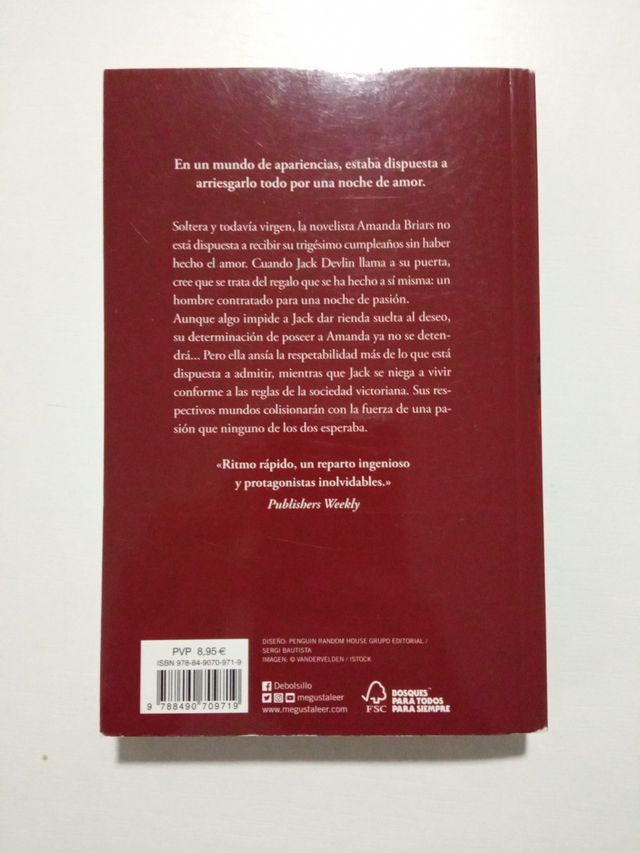 En un mundo de apariencias, estaba dispuesta a
arriesgarlo todo por una noche de amor.
Soltera y todavía virgen, la novelista Amanda Briars no
está dispuesta a recibir su trigésimo cumpleaños sin haber
hecho el amor. Cuando Jack Devlin llama a su puerta,
cree que se trata del regalo que se ha hecho a sí misma: un
hombre contratado para una noche de pasión.
Aunque algo impide a Jack dar rienda suelta al deseo,
su determinación de poseer a Amanda ya no se deten-
drá... Pero ella ansía la respetabilidad más de lo que está
dispuesta a admitir, mientras que Jack se niega a vivir
conforme a las reglas de la sociedad victoriana. Sus res-
pectivos mundos colisionarán con la fuerza de una pa-
sión que ninguno de los dos esperaba.
«Ritmo rápido, un reparto ingenioso
y protagonistas inolvidables.»
Publishers Weekly
PVP 8,95 €
ISBN 978-84-9070-971-9
9 788490 709719
DISEÑO: PENGUIN RANDOM HOUSE GRUPO EDITORIAL /
SERGI BAUTISTA
IMAGEN: © VANDERVELDEN / ISTOCK
Debolsillo
megustaleer
www.megustaleer.com
FSC
BOSQUES
PARA TODOS
PARA SIEMPRE